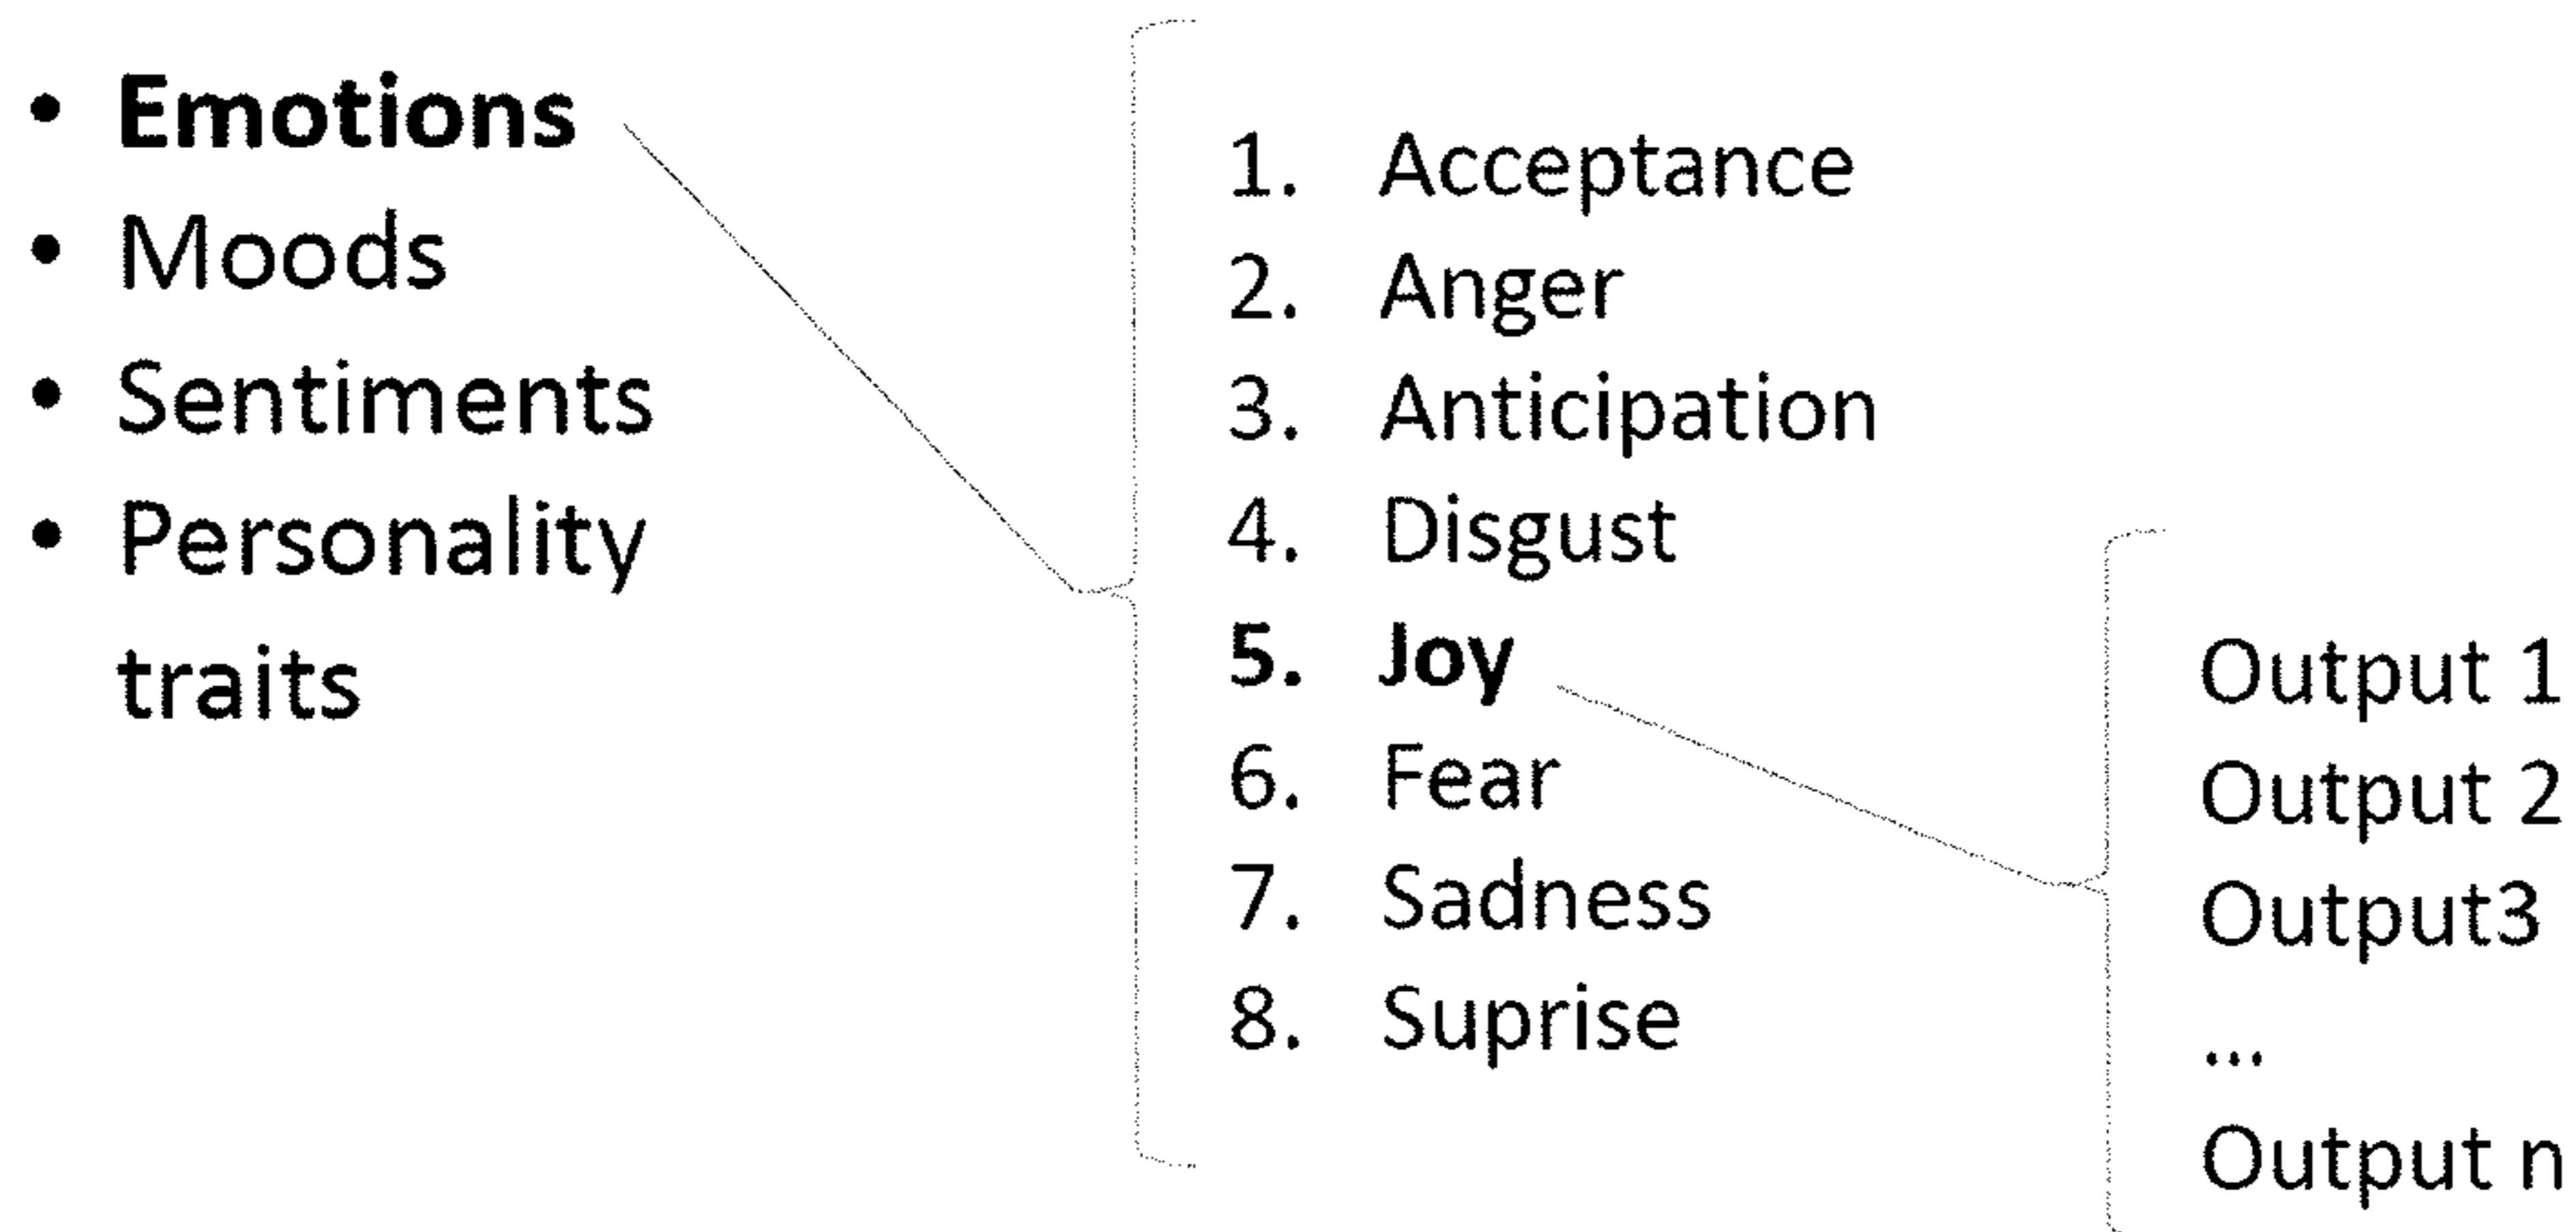 • Emotions
• Moods
• Sentiments
• Personality
traits
1. Acceptance
2. Anger
3. Anticipation
4. Disgust
5. Joy
6. Fear
7. Sadness
8. Suprise
Output 1
Output 2
Output3
...
Output n